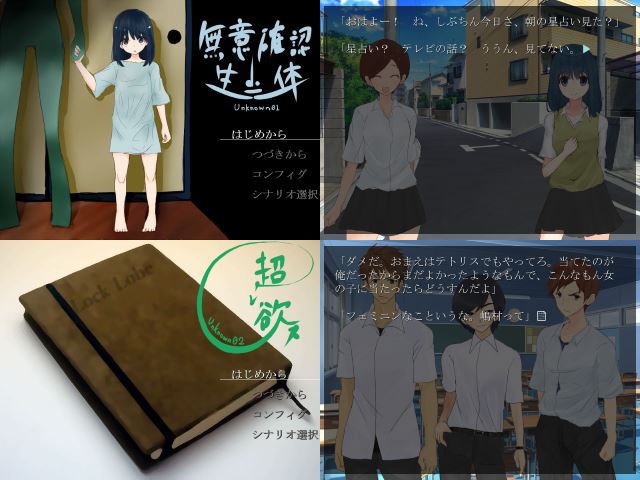 無意確認
生命体
Unknown01
はじめから
つづきから
コンフィグ
シナリオ選択
「おはよー！　ね、しぶちん今日さ、朝の星占い見た？」
「星占い？　テレビの話？　ううん、見てない。
Lock Lobe
超
欲
Unknown02
はじめから
つづきから
コンフィグ
シナリオ選択
「ダメだ。おまえはテトリスでもやってろ。当てたのが
俺だったからまだよかったようなもんで、こんなもん女
の子に当たったらどうすんだよ」
「フェミニンなこというな。嶋村って」